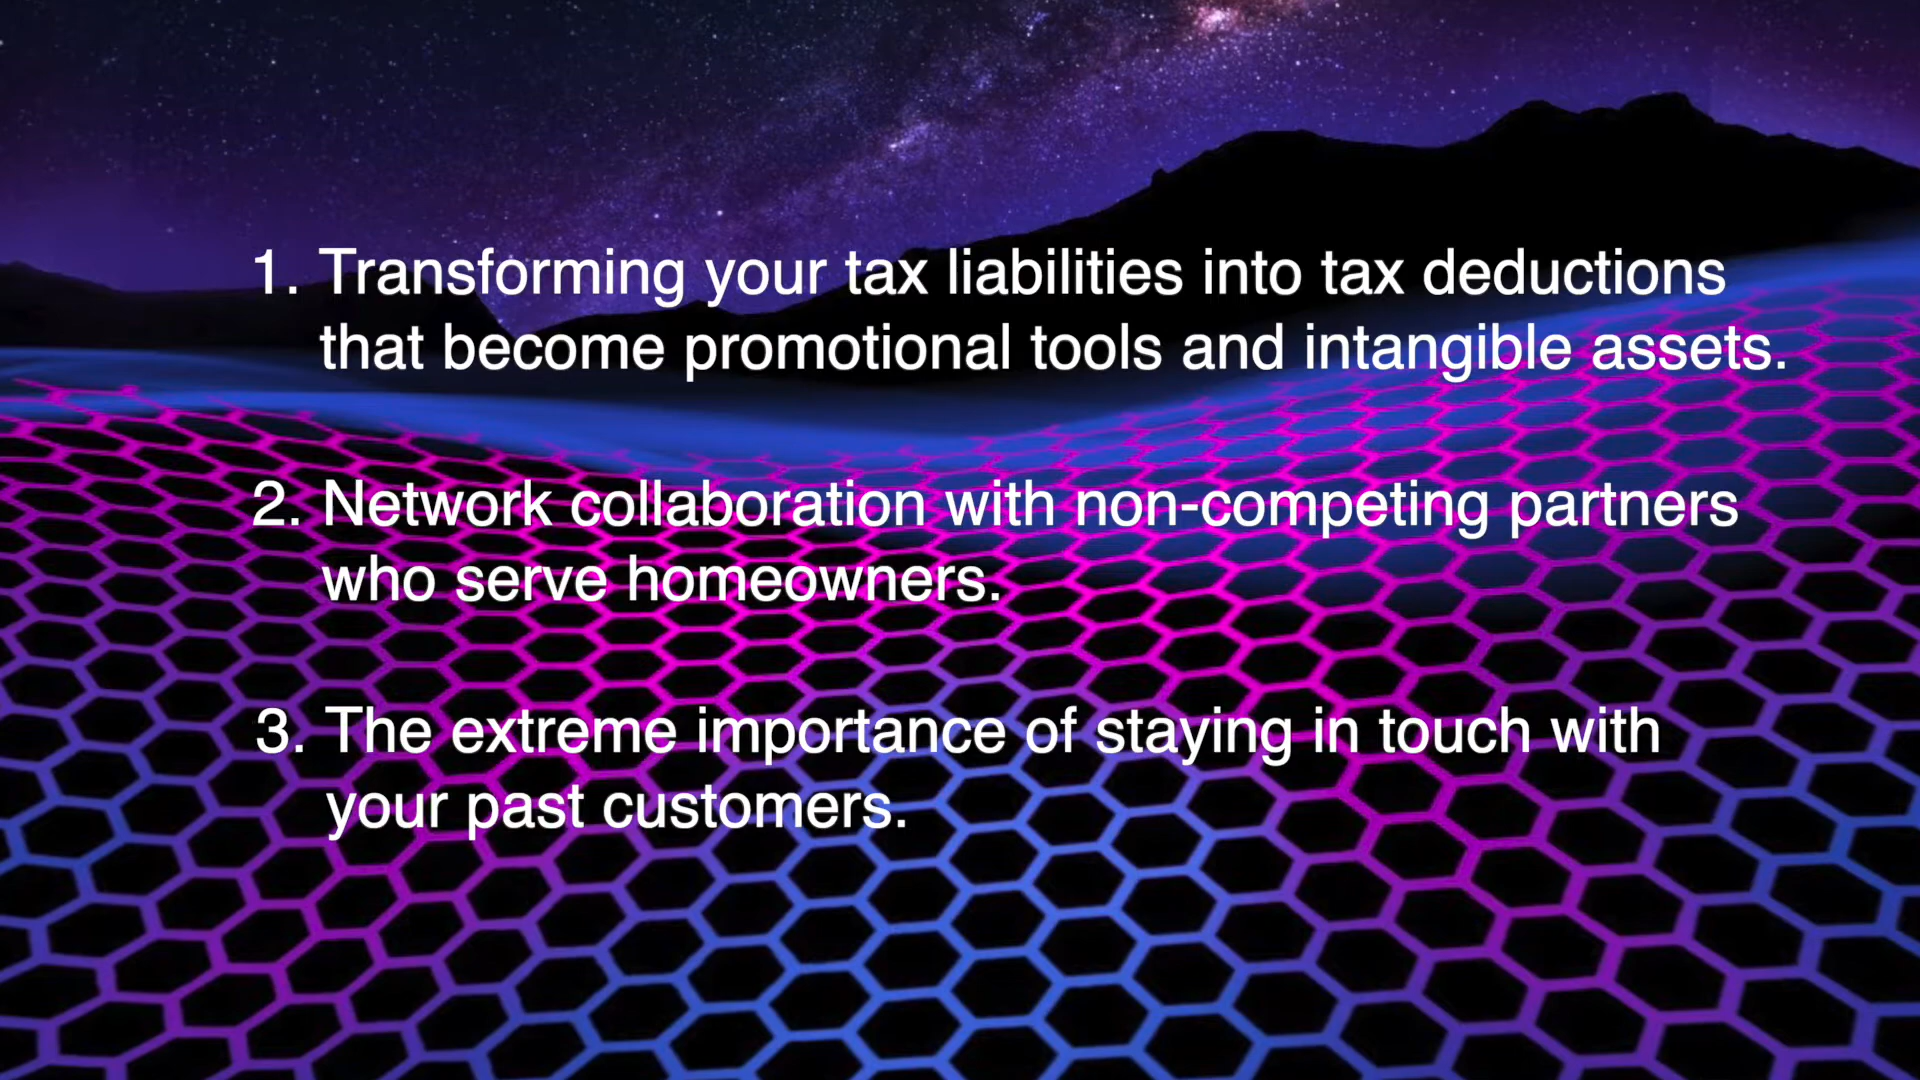 1. Transforming your tax liabilities into tax deductions
that become promotional tools and intangible assets.
2. Network collaboration with non-competing partners
who serve homeowners.
3. The extreme importance of staying in touch with
your past customers.